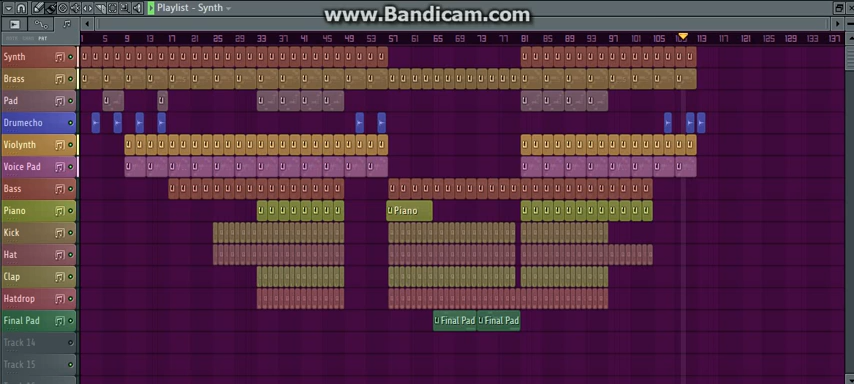 www.Bandicam.com
Playlist - Synth
1 5 9 13 17 21 25 29 33 37 41 45 49 53 57 61 65 69 73 77 81 85 89 93 97 101 105 109 113 117 121 125 129 133 137
Synth
Brass
Pad
Drumecho
Violynth
Voice Pad
Bass
Piano
Piano
Kick
Hat
Clap
Hatdrop
Final Pad
Final Pad
Final Pad
Track 14
Track 15